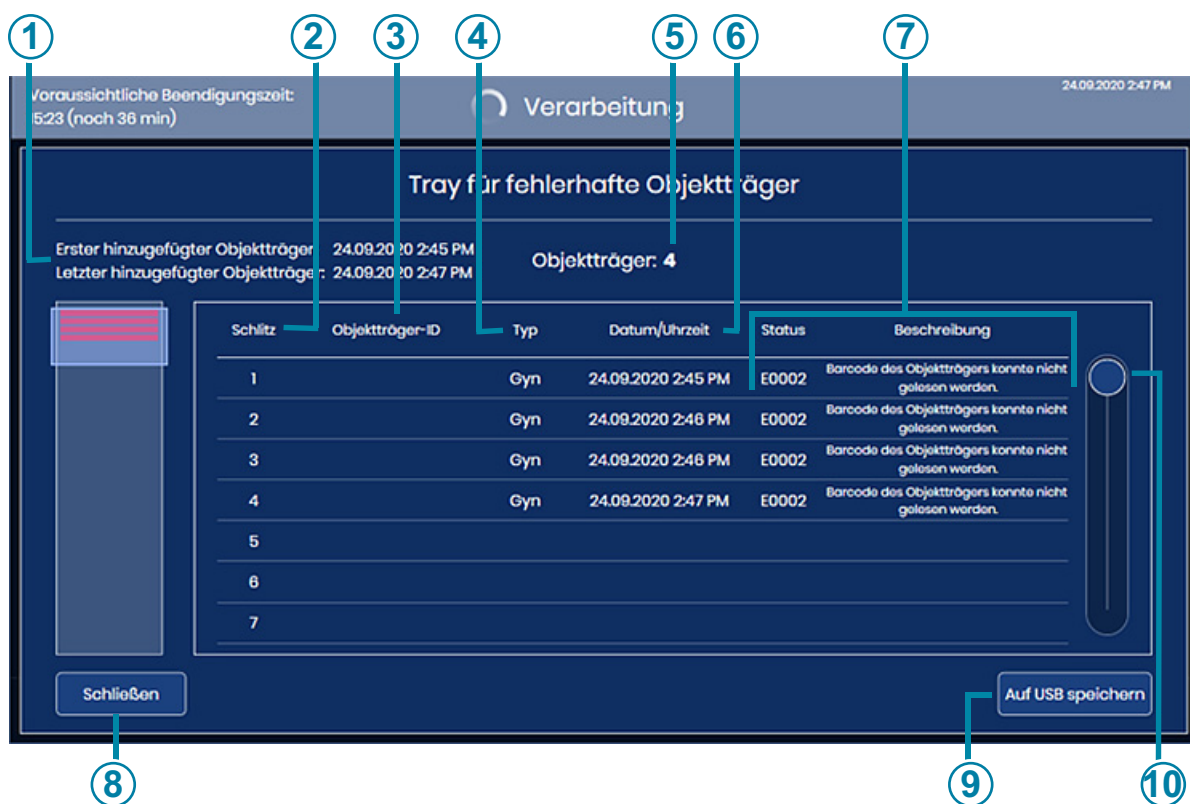 1 2 3 4 5 6 7
Voraussichtliche Beendigungszeit:
15:23 (noch 36 min)
Verarbeitung
24.09.2020 2:47 PM
Tray für fehlerhafte Objektträger
Erster hinzugefügter Objektträger: 24.09.2020 2:45 PM
Letzter hinzugefügter Objektträger: 24.09.2020 2:47 PM
Objektträger: 4
Schlitz Objektträger-ID Typ Datum/Uhrzeit Status Beschreibung
1 Gyn 24.09.2020 2:45 PM E0002 Barcode des Objektträgers konnte nicht
gelesen werden.
2 Gyn 24.09.2020 2:46 PM E0002 Barcode des Objektträgers konnte nicht
gelesen werden.
3 Gyn 24.09.2020 2:46 PM E0002 Barcode des Objektträgers konnte nicht
gelesen werden.
4 Gyn 24.09.2020 2:47 PM E0002 Barcode des Objektträgers konnte nicht
gelesen werden.
5
6
7
Schließen
Auf USB speichern
8 9 10